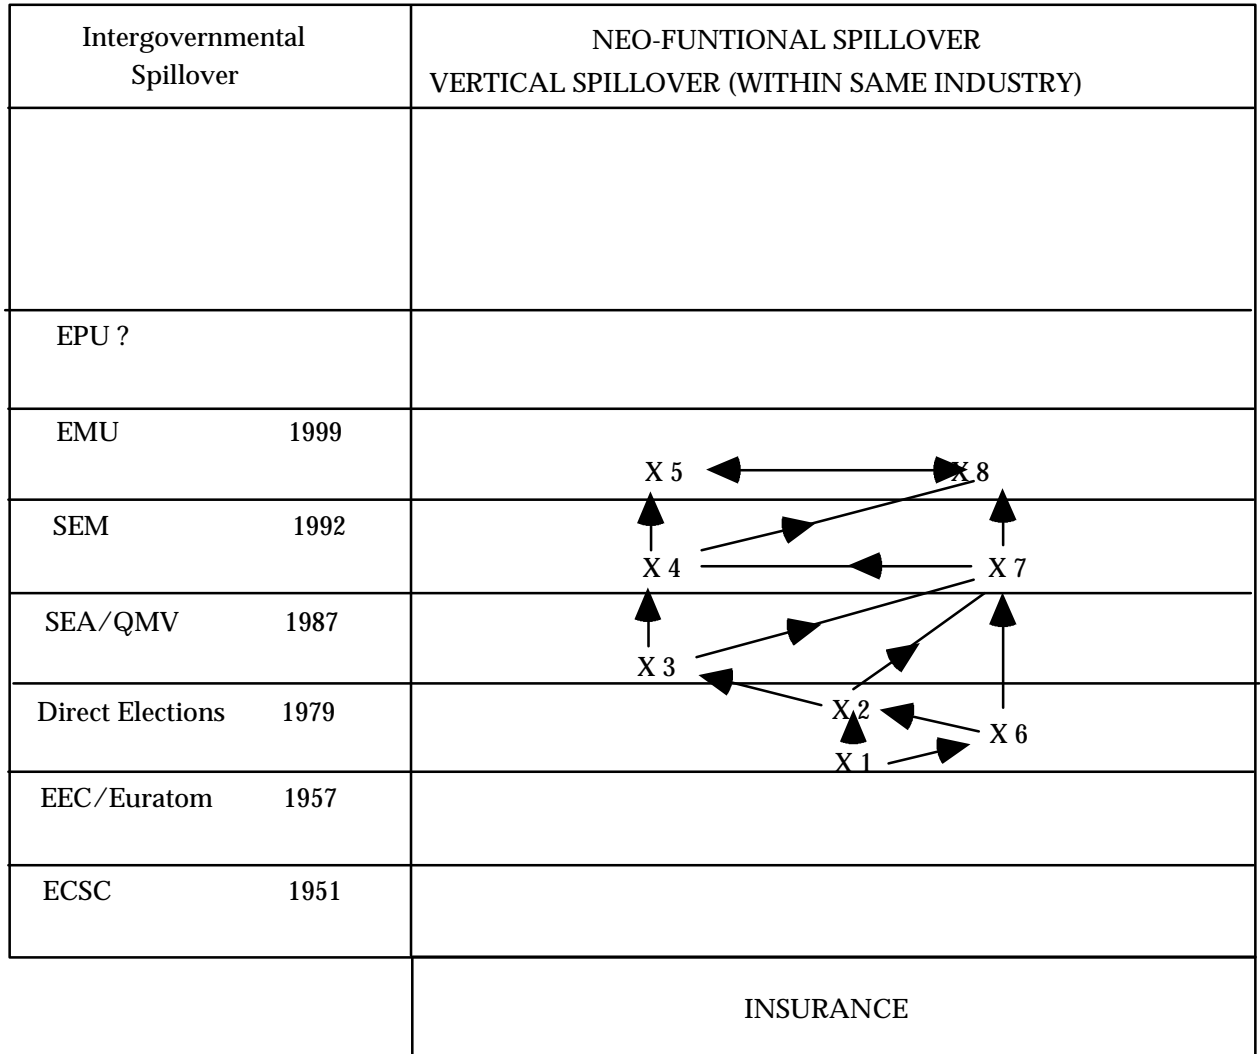 Intergovernmental
Spillover
NEO-FUNTIONAL SPILLOVER
VERTICAL SPILLOVER (WITHIN SAME INDUSTRY)
EPU ?
EMU 1999
X 5 X 8
SEM 1992
X 4 X 7
SEA/QMV 1987
X 3
Direct Elections 1979
X 2
X 6
X 1
EEC/Euratom 1957
ECSC 1951
INSURANCE